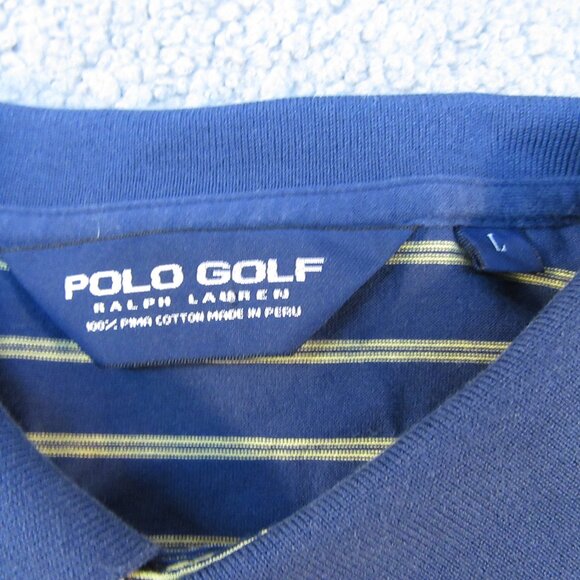 POLO GOLF
RALPH LAUREN
100% PIMA COTTON MADE IN PERU
L